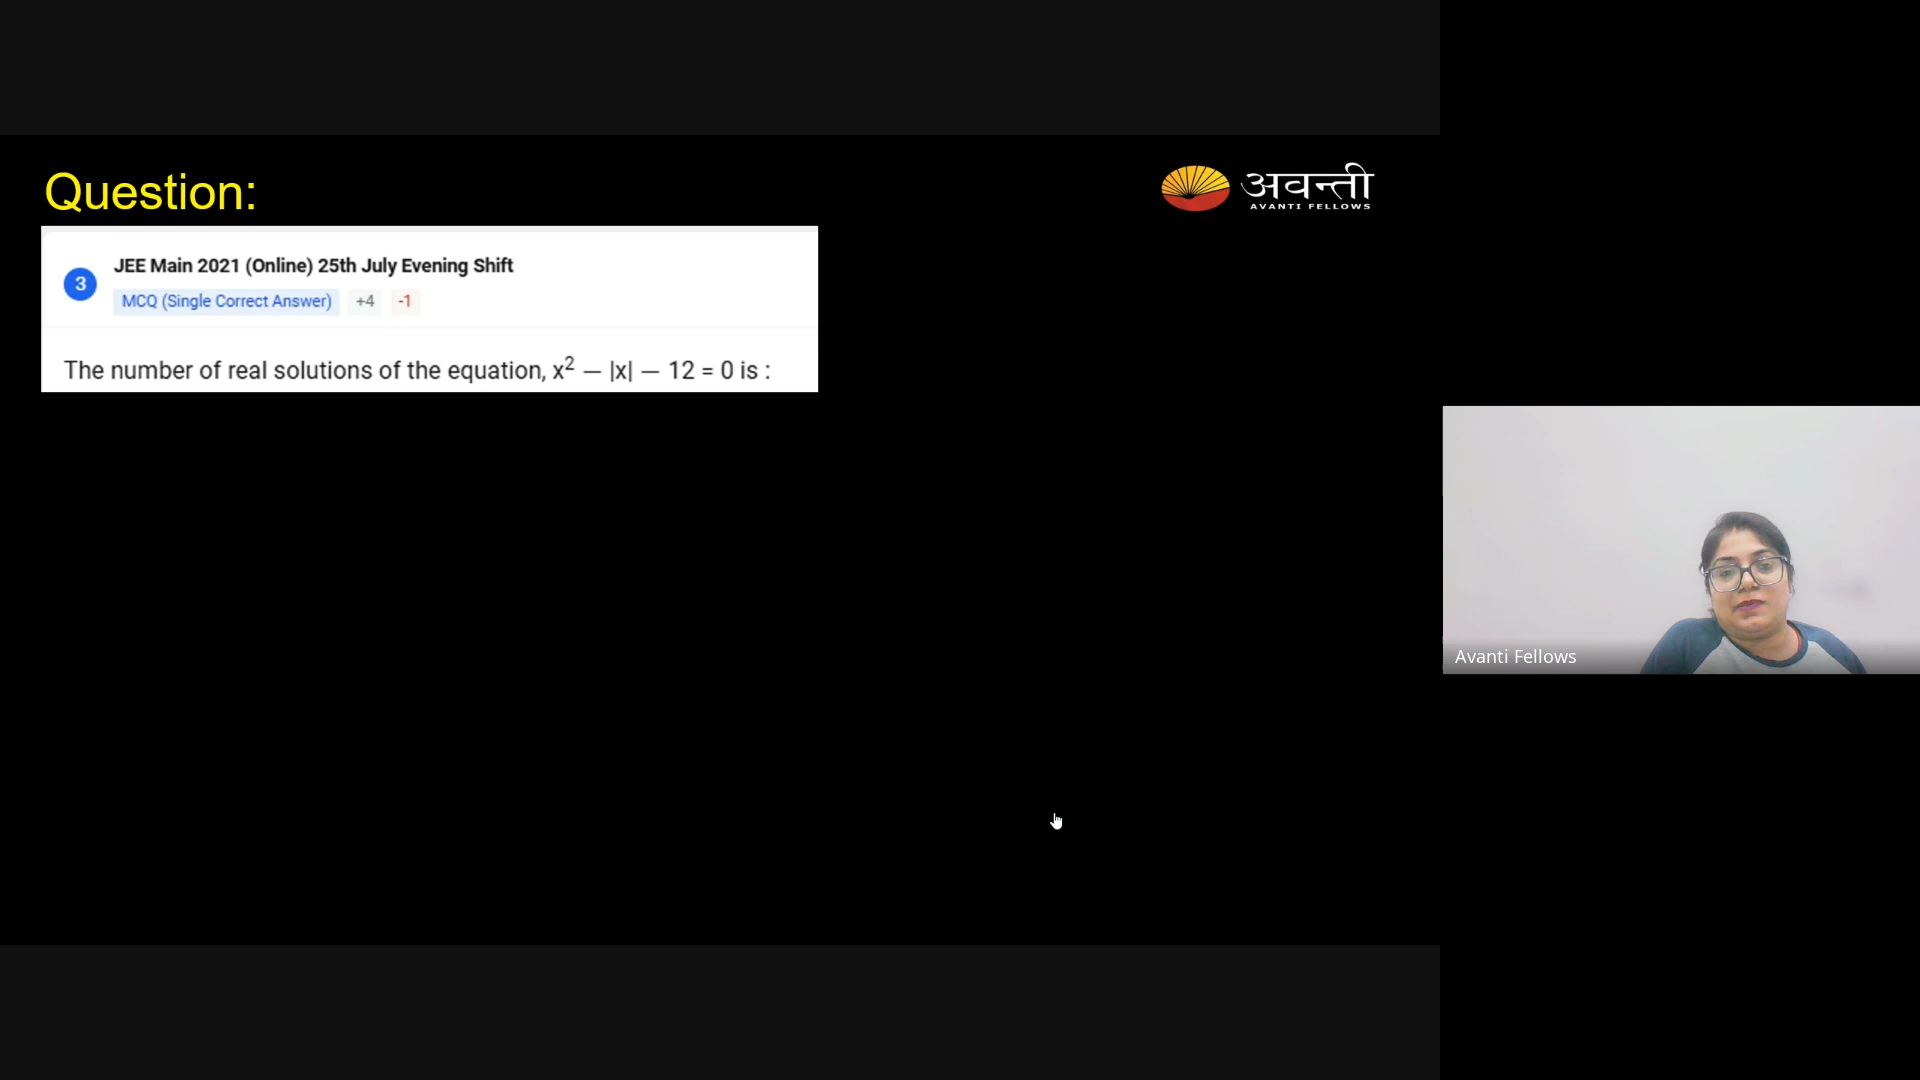 Question:
अवन्ती
AVANTI FELLOWS
3
JEE Main 2021 (Online) 25th July Evening Shift
MCQ (Single Correct Answer) +4 -1
The number of real solutions of the equation, x² − |x| − 12 = 0 is :
Avanti Fellows